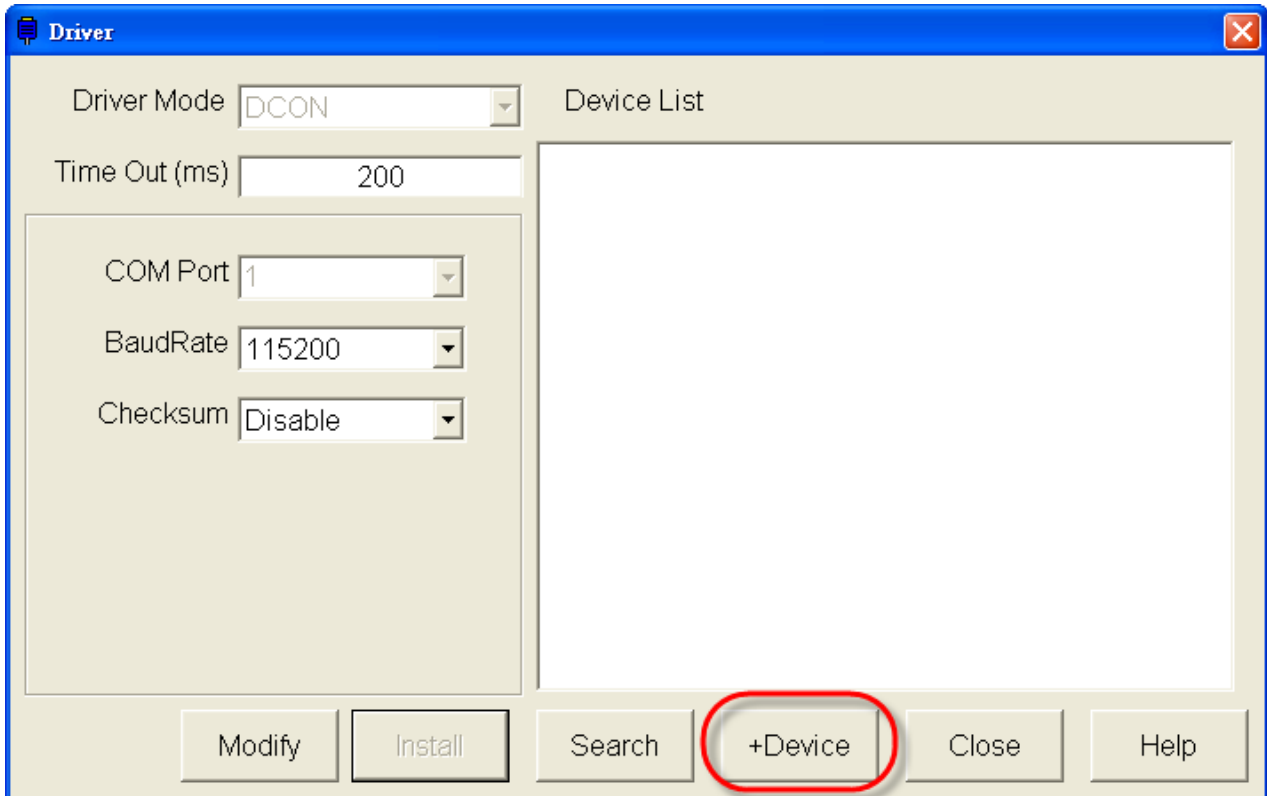 Driver
Driver Mode DCON
Device List
Time Out (ms) 200
COM Port 1
BaudRate 115200
Checksum Disable
Modify Install Search +Device Close Help